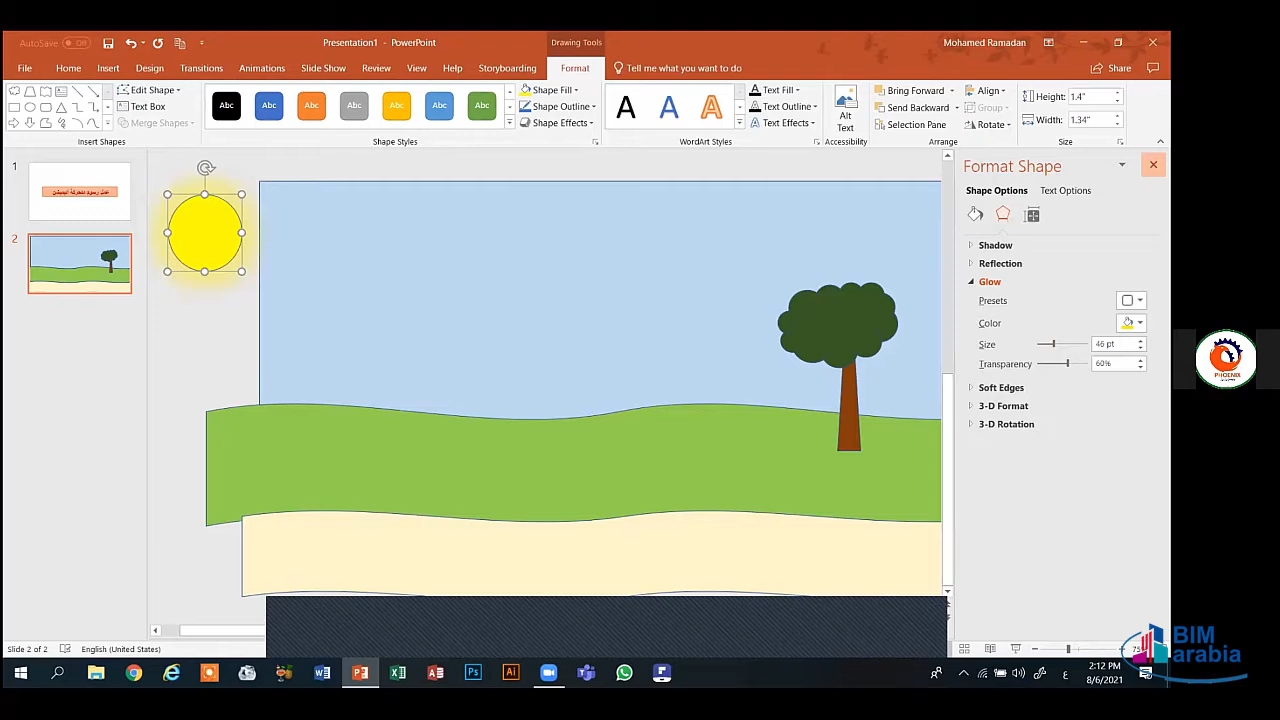 AutoSave Off
Presentation1 - PowerPoint
Drawing Tools
Mohamed Ramadan
File Home Insert Design Transitions Animations Slide Show Review View Help Storyboarding Format Tell me what you want to do Share
Edit Shape
Text Box
Merge Shapes
Insert Shapes
Abc Abc Abc Abc Abc Abc Abc
Shape Fill
Shape Outline
Shape Effects
Shape Styles
A A A
Text Fill
Text Outline
Text Effects
WordArt Styles
Alt
Text
Accessibility
Bring Forward
Send Backward
Selection Pane
Align
Group
Rotate
Arrange
Height: 1.4"
Width: 1.34"
Size
1
2
Format Shape
Shape Options Text Options
Shadow
Reflection
Glow
Presets
Color
Size 46 pt
Transparency 60%
Soft Edges
3-D Format
3-D Rotation
PHOENIX
BIM
arabia
Slide 2 of 2 English (United States)
Ps Ai
ع
2:12 PM
8/6/2021